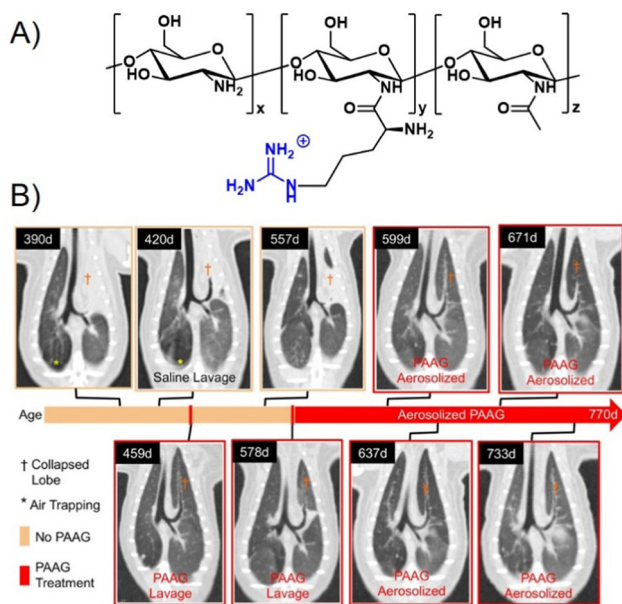 A)
OH
O
HO
NH2
x
OH
O
O
HO
NH
O
y
NH2
NH2
⊕
H2N
N
H
OH
O
O
HO
NH
O
z
B)
390d
†
*
420d
†
*
Saline Lavage
557d
†
599d
†
PAAG
Aerosolized
671d
†
PAAG
Aerosolized
Age
Aerosolized PAAG
770d
† Collapsed
Lobe
* Air Trapping
No PAAG
PAAG
Treatment
459d
†
PAAG
Lavage
578d
†
PAAG
Lavage
637d
†
PAAG
Aerosolized
733d
†
PAAG
Aerosolized